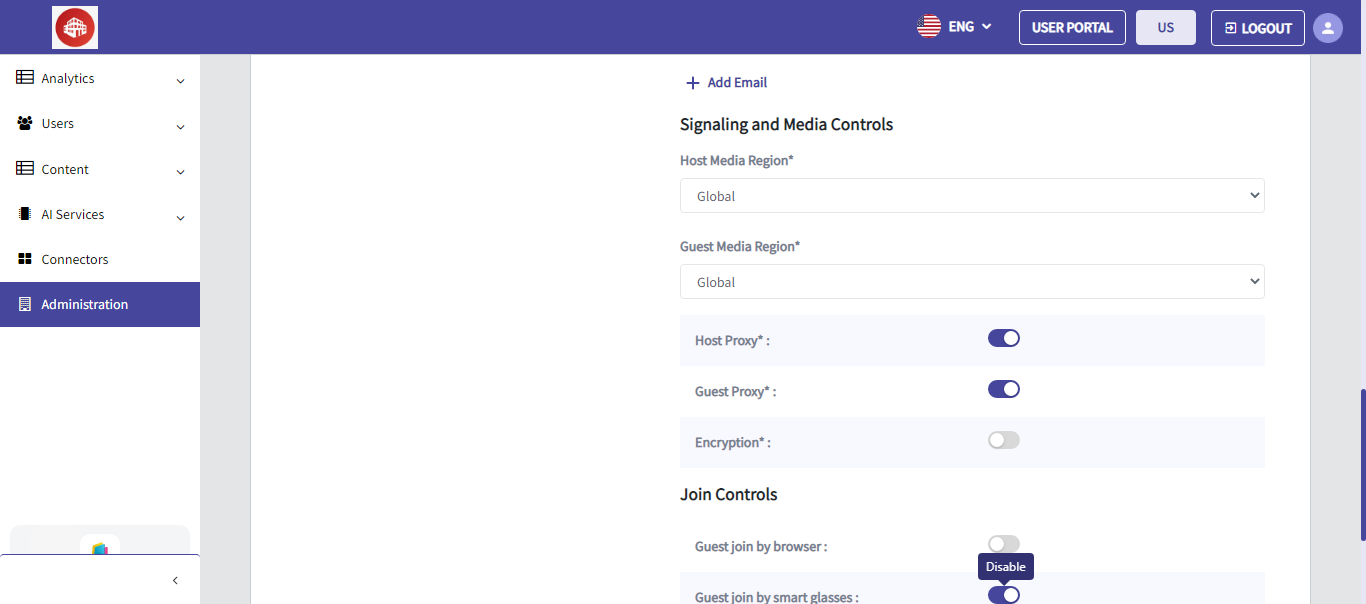 ENG
USER PORTAL
US
LOGOUT
Analytics
Users
Content
AI Services
Connectors
Administration
Add Email
Signaling and Media Controls
Host Media Region*
Global
Guest Media Region*
Global
Host Proxy* :
Guest Proxy* :
Encryption* :
Join Controls
Guest join by browser :
Disable
Guest join by smart glasses :